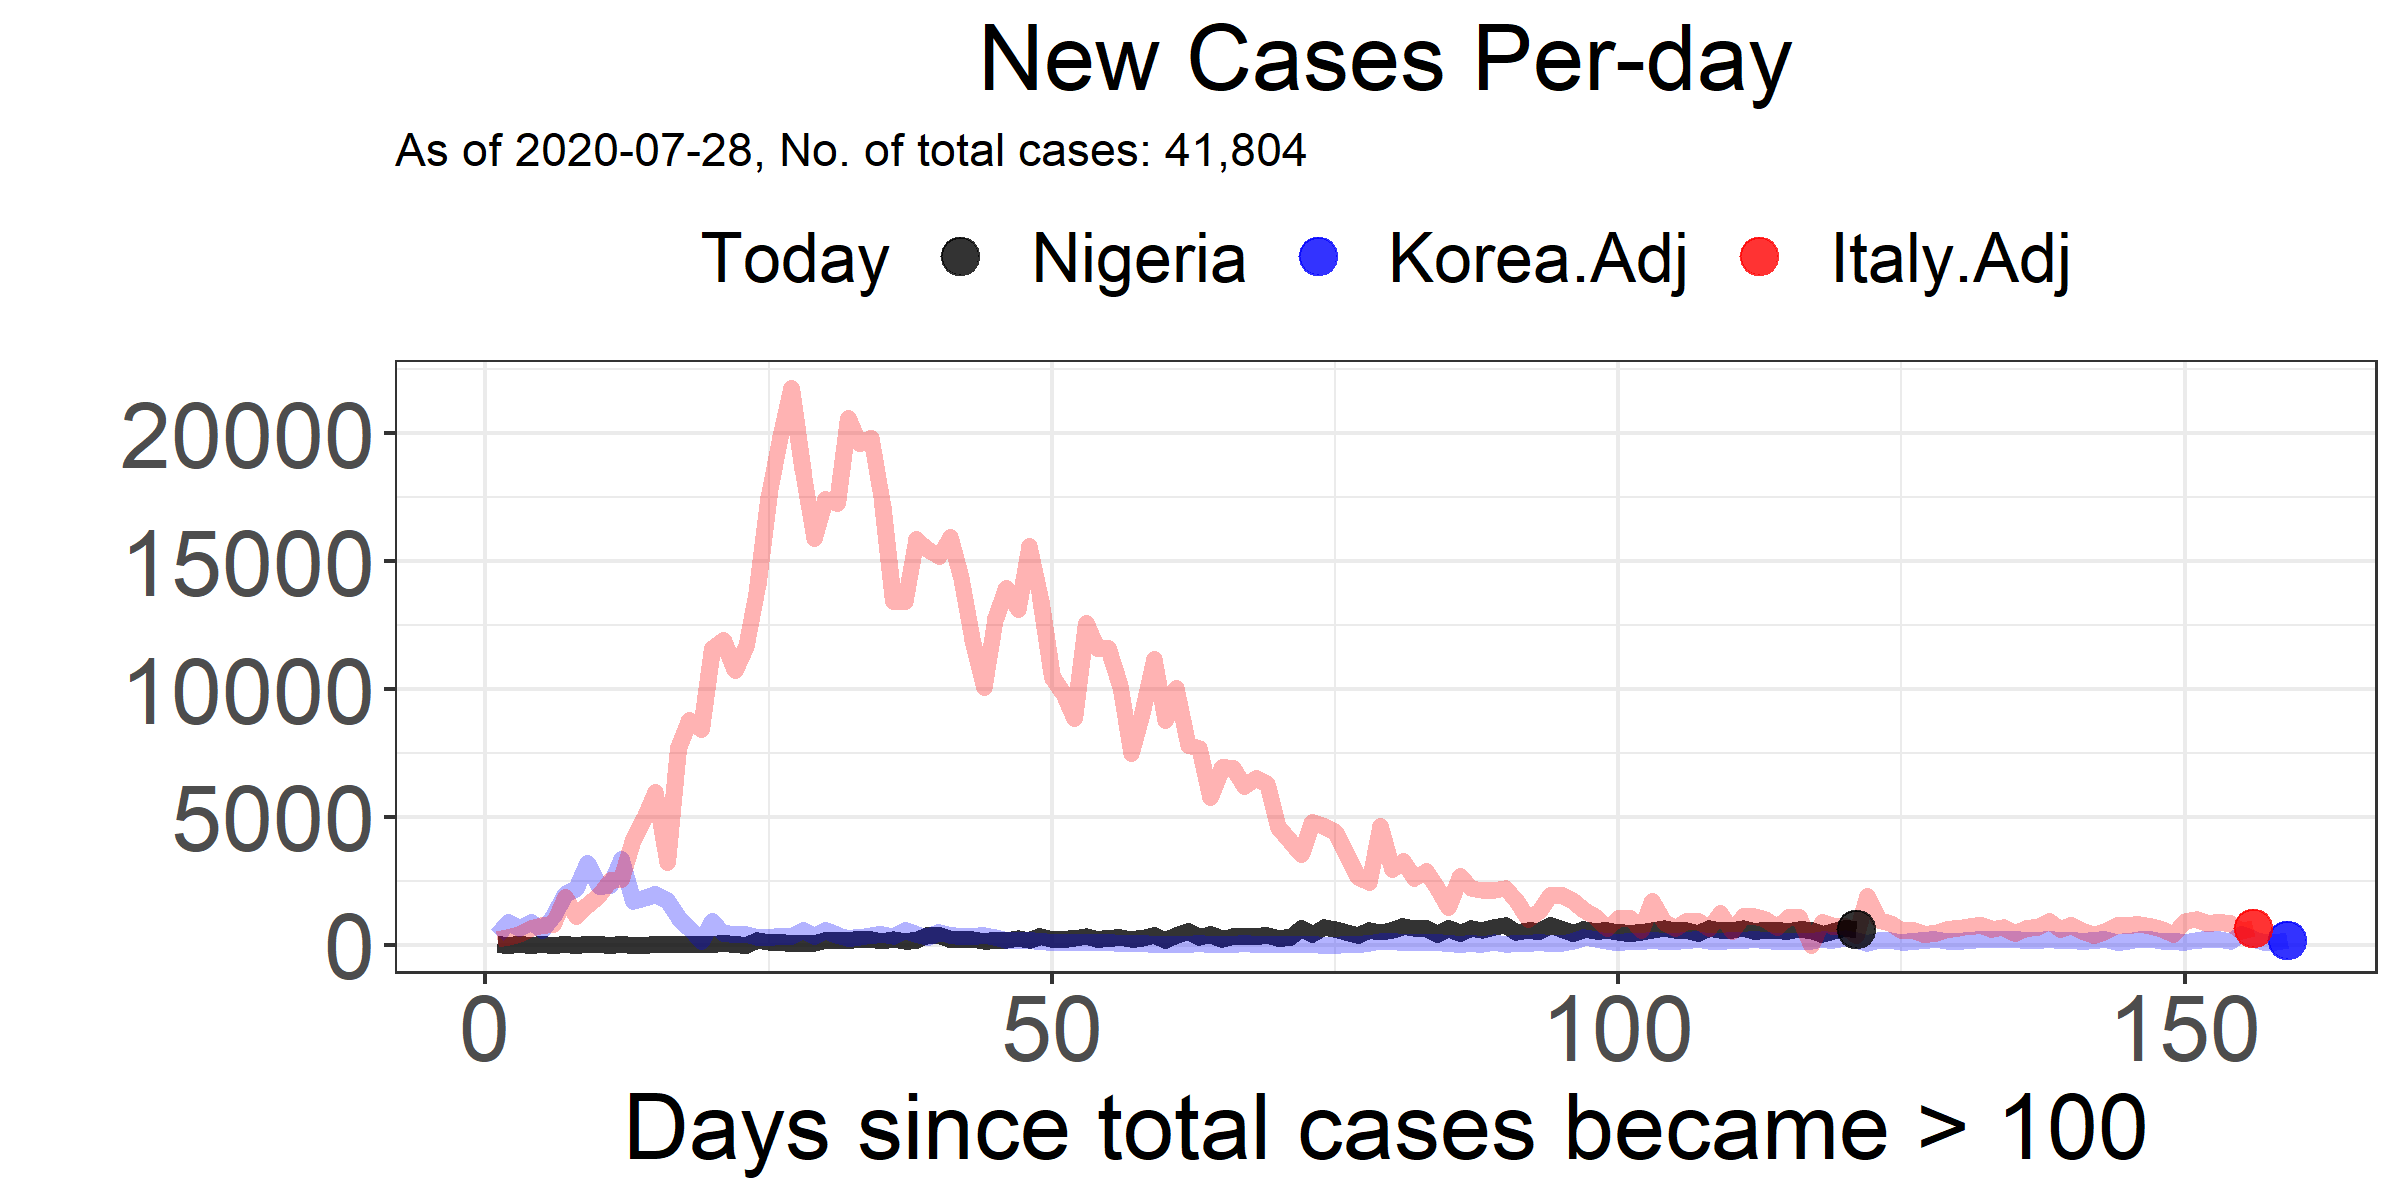 New Cases Per-day
As of 2020-07-28, No. of total cases: 41,804
Today Nigeria Korea.Adj Italy.Adj
20000
15000
10000
5000
0
0 50 100 150
Days since total cases became > 100